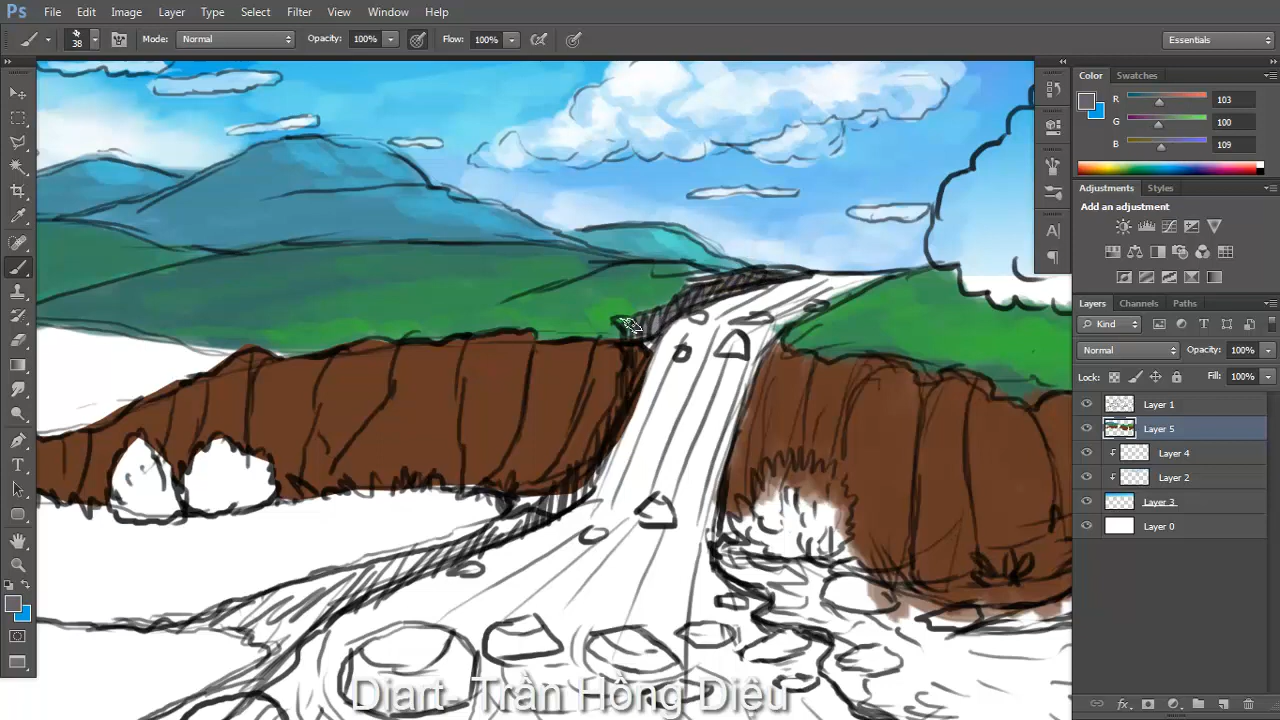 Ps File Edit Image Layer Type Select Filter View Window Help
38 Mode: Normal Opacity: 100% Flow: 100% Essentials
Color Swatches
R 103
G 100
B 109
Adjustments Styles
Add an adjustment
Layers Channels Paths
Kind
Normal Opacity: 100%
Lock: Fill: 100%
Layer 1
Layer 5
Layer 4
Layer 2
Layer 3
Layer 0
Diart- Trần Hồng Diệu